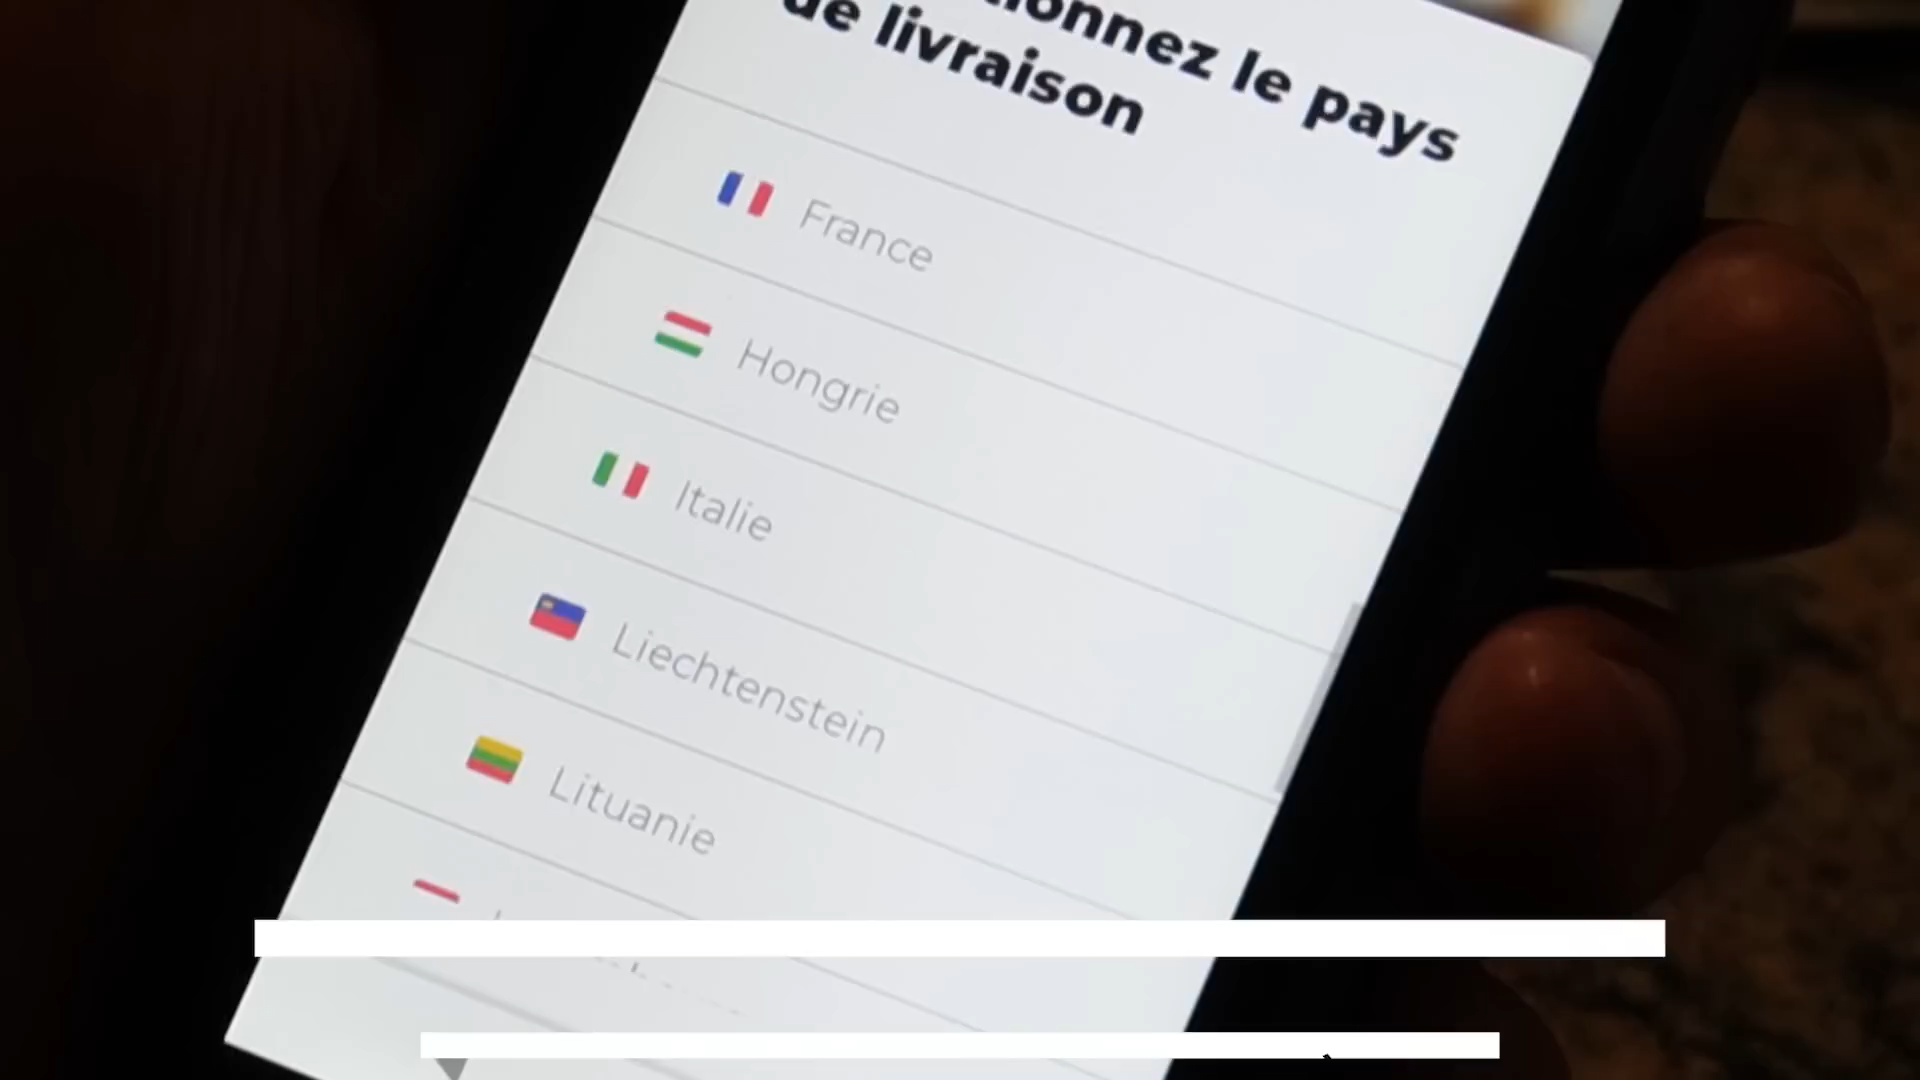 le pays
de livraison
France
Hongrie
Italie
Liechtenstein
Lituanie